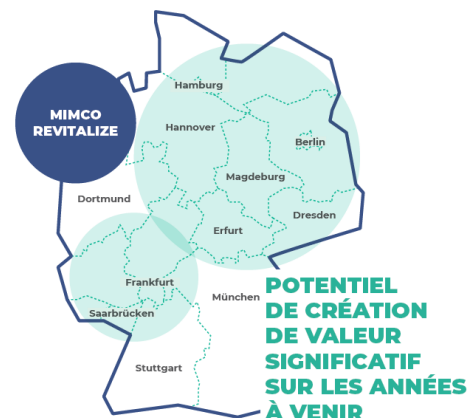 Hamburg
MIMCO
REVITALIZE
Hannover
Berlin
Magdeburg
Dortmund
Dresden
Erfurt
Frankfurt
München
Saarbrücken
Stuttgart
POTENTIEL
DE CRÉATION
DE VALEUR
SIGNIFICATIF
SUR LES ANNÉES
À VENIR